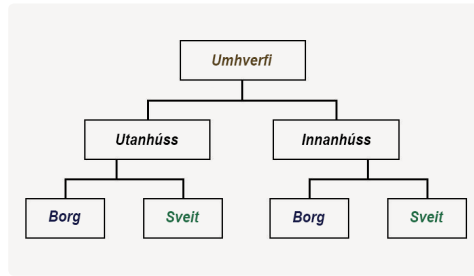 Umhverfi
Utanhúss
Innanhúss
Borg
Sveit
Borg
Sveit